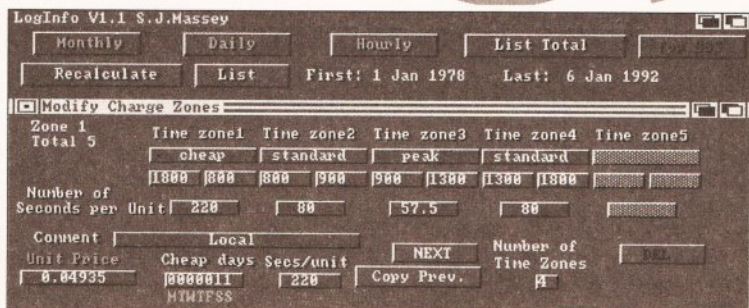 LogInfo V1.1 S.J.Massey
Monthly Daily Hourly List Total
Recalculate List First: 1 Jan 1978 Last: 6 Jan 1992
Modify Charge Zones
Zone 1 Time zone1 Time zone2 Time zone3 Time zone4 Time zone5
Total 5
cheap standard peak standard
1800 800 800 900 900 1300 1300 1800
Number of
Seconds per Unit 220 80 57.5 80
Comment Local NEXT Number of DEL
Unit Price Cheap days Secs/unit Time Zones
0.04935 0000011 220 Copy Prev. 4
MTWTFSS